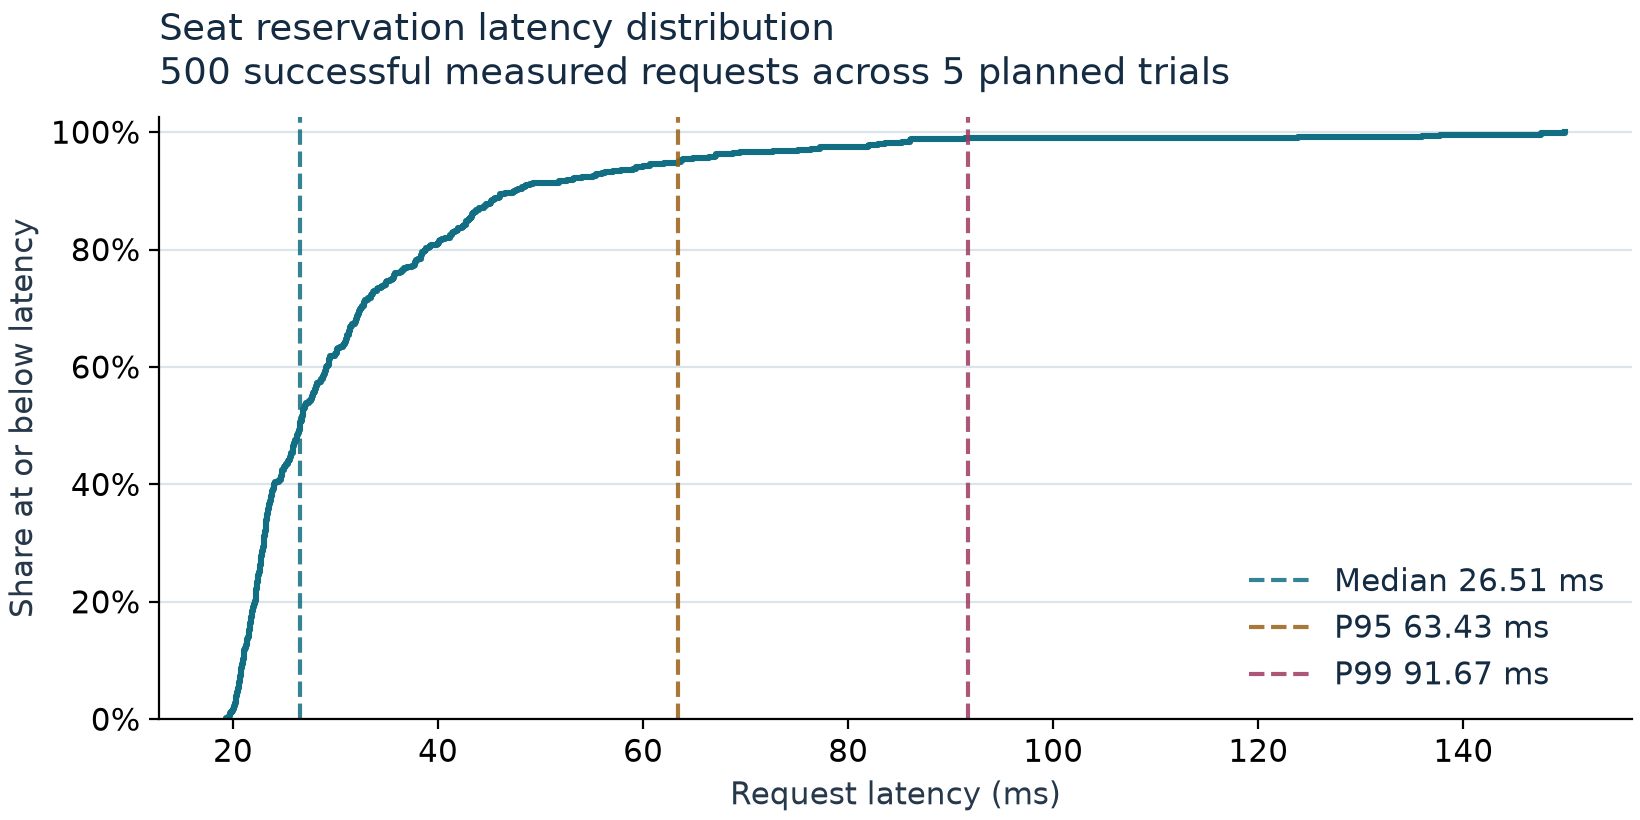 Seat reservation latency distribution
500 successful measured requests across 5 planned trials
Share at or below latency
100%
80%
60%
40%
20%
0%
Median 26.51 ms
P95 63.43 ms
P99 91.67 ms
20 40 60 80 100 120 140
Request latency (ms)